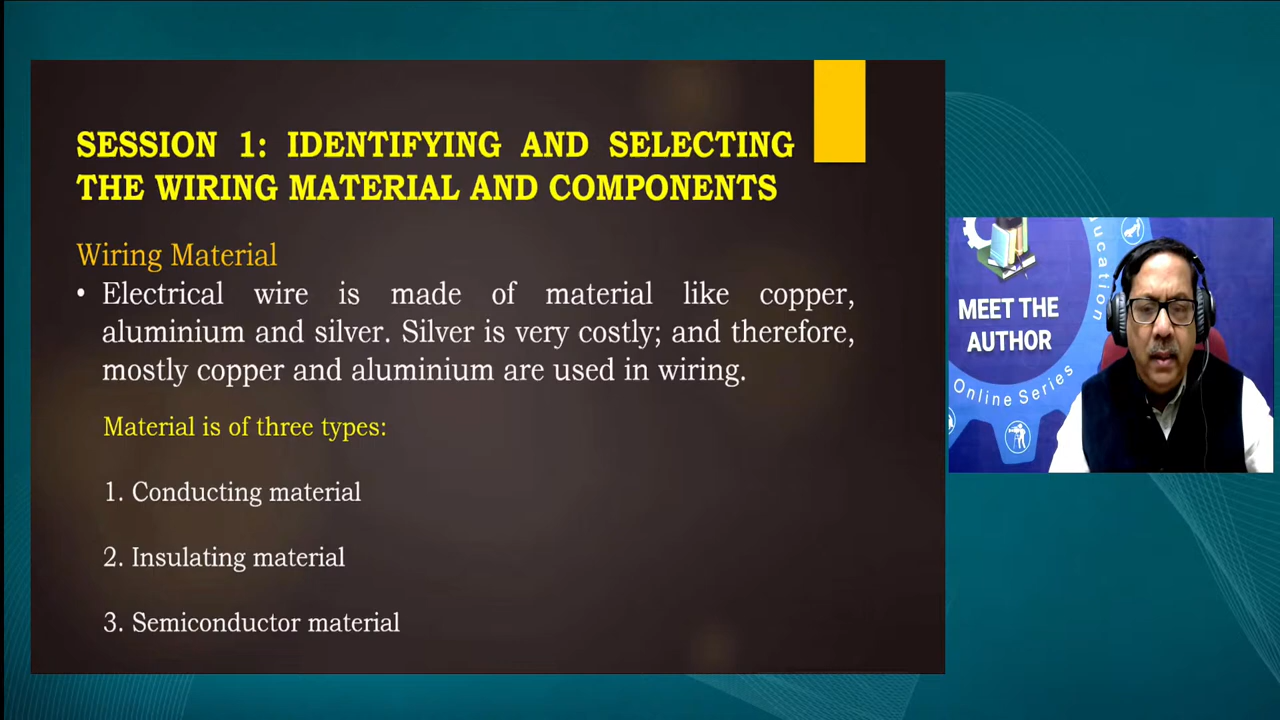 SESSION 1: IDENTIFYING AND SELECTING
THE WIRING MATERIAL AND COMPONENTS
Wiring Material
• Electrical wire is made of material like copper,
aluminium and silver. Silver is very costly; and therefore,
mostly copper and aluminium are used in wiring.
Material is of three types:
1. Conducting material
2. Insulating material
3. Semiconductor material
MEET THE
AUTHOR
Online Series
ucation